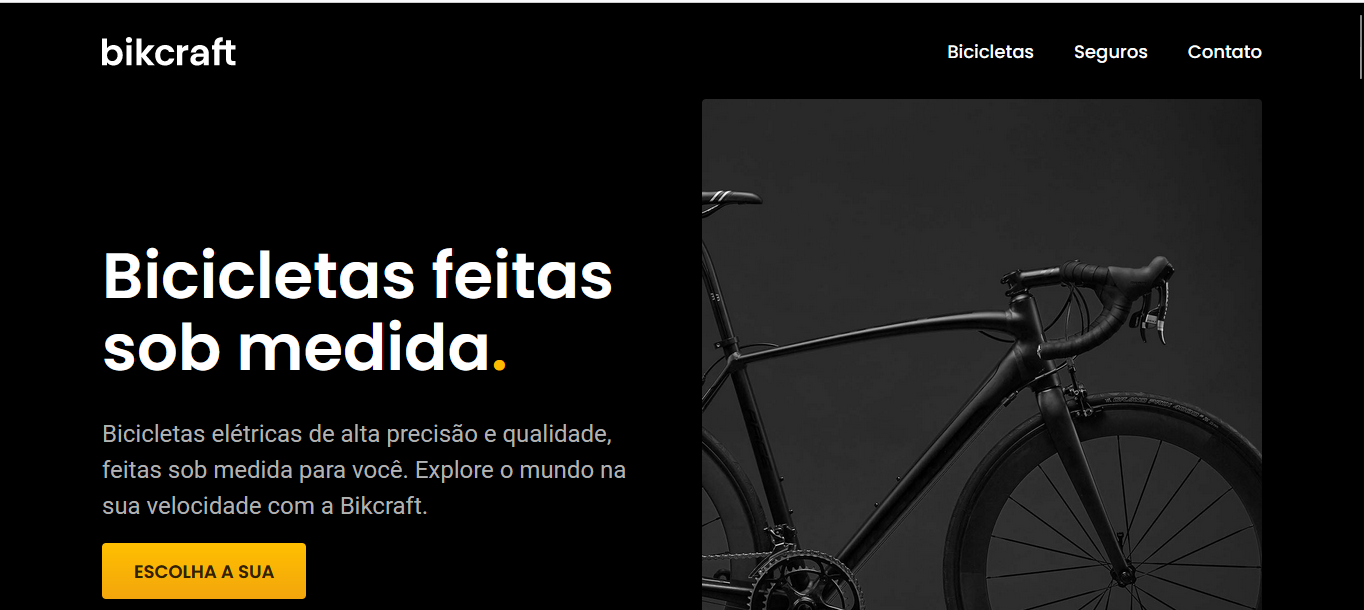 bikcraft
Bicicletas Seguros Contato
Bicicletas feitas
sob medida.
Bicicletas elétricas de alta precisão e qualidade,
feitas sob medida para você. Explore o mundo na
sua velocidade com a Bikcraft.
ESCOLHA A SUA